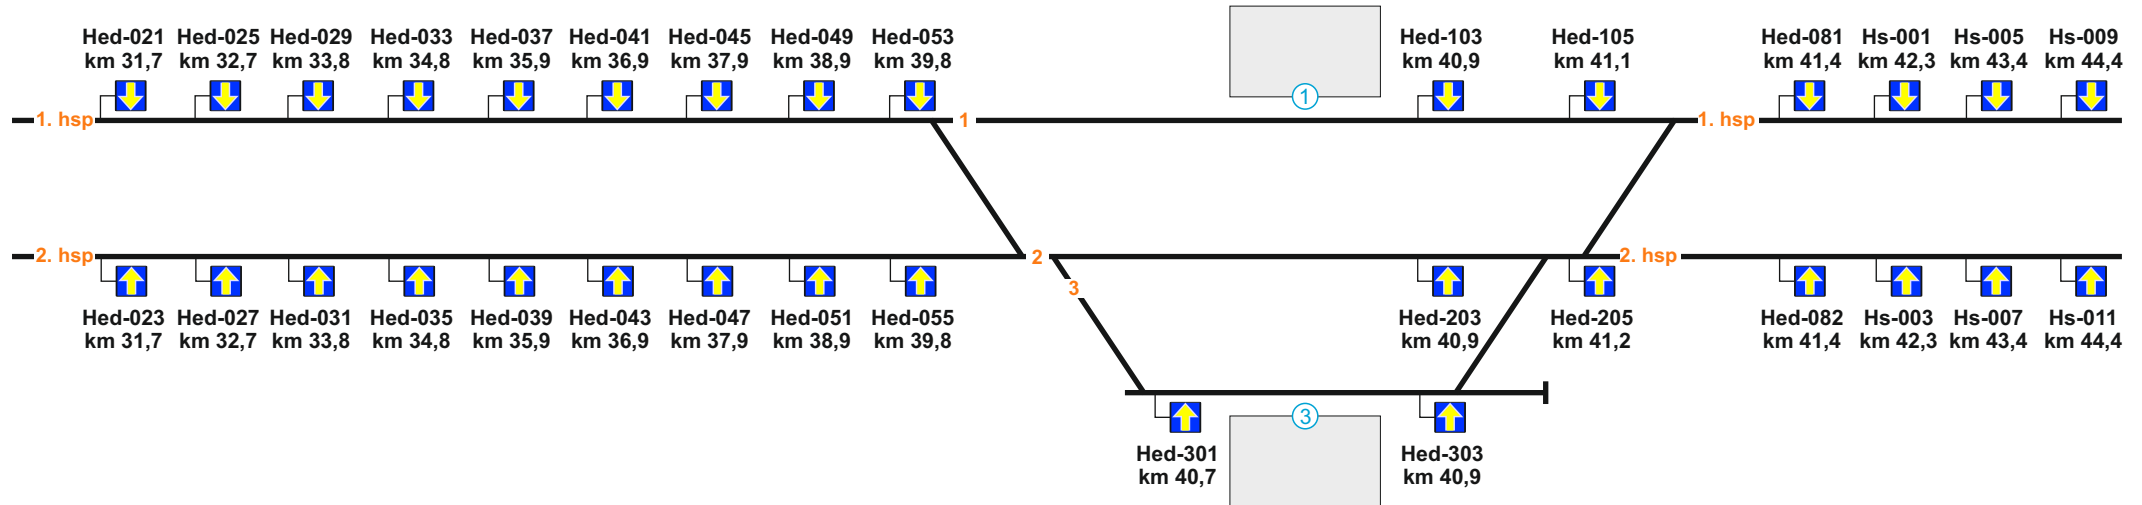 Hed-021 Hed-025 Hed-029 Hed-033 Hed-037 Hed-041 Hed-045 Hed-049 Hed-053 Hed-103 Hed-105 Hed-081 Hs-001 Hs-005 Hs-009
km 31,7 km 32,7 km 33,8 km 34,8 km 35,9 km 36,9 km 37,9 km 38,9 km 39,8 km 40,9 km 41,1 km 41,4 km 42,3 km 43,4 km 44,4
1
1. hsp 1 1. hsp
2. hsp 2 2. hsp
3
Hed-023 Hed-027 Hed-031 Hed-035 Hed-039 Hed-043 Hed-047 Hed-051 Hed-055 Hed-203 Hed-205 Hed-082 Hs-003 Hs-007 Hs-011
km 31,7 km 32,7 km 33,8 km 34,8 km 35,9 km 36,9 km 37,9 km 38,9 km 39,8 km 40,9 km 41,2 km 41,4 km 42,3 km 43,4 km 44,4
3
Hed-301 Hed-303
km 40,7 km 40,9